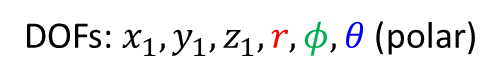 DOFs: x₁, y₁, z₁, r, ϕ, θ (polar)